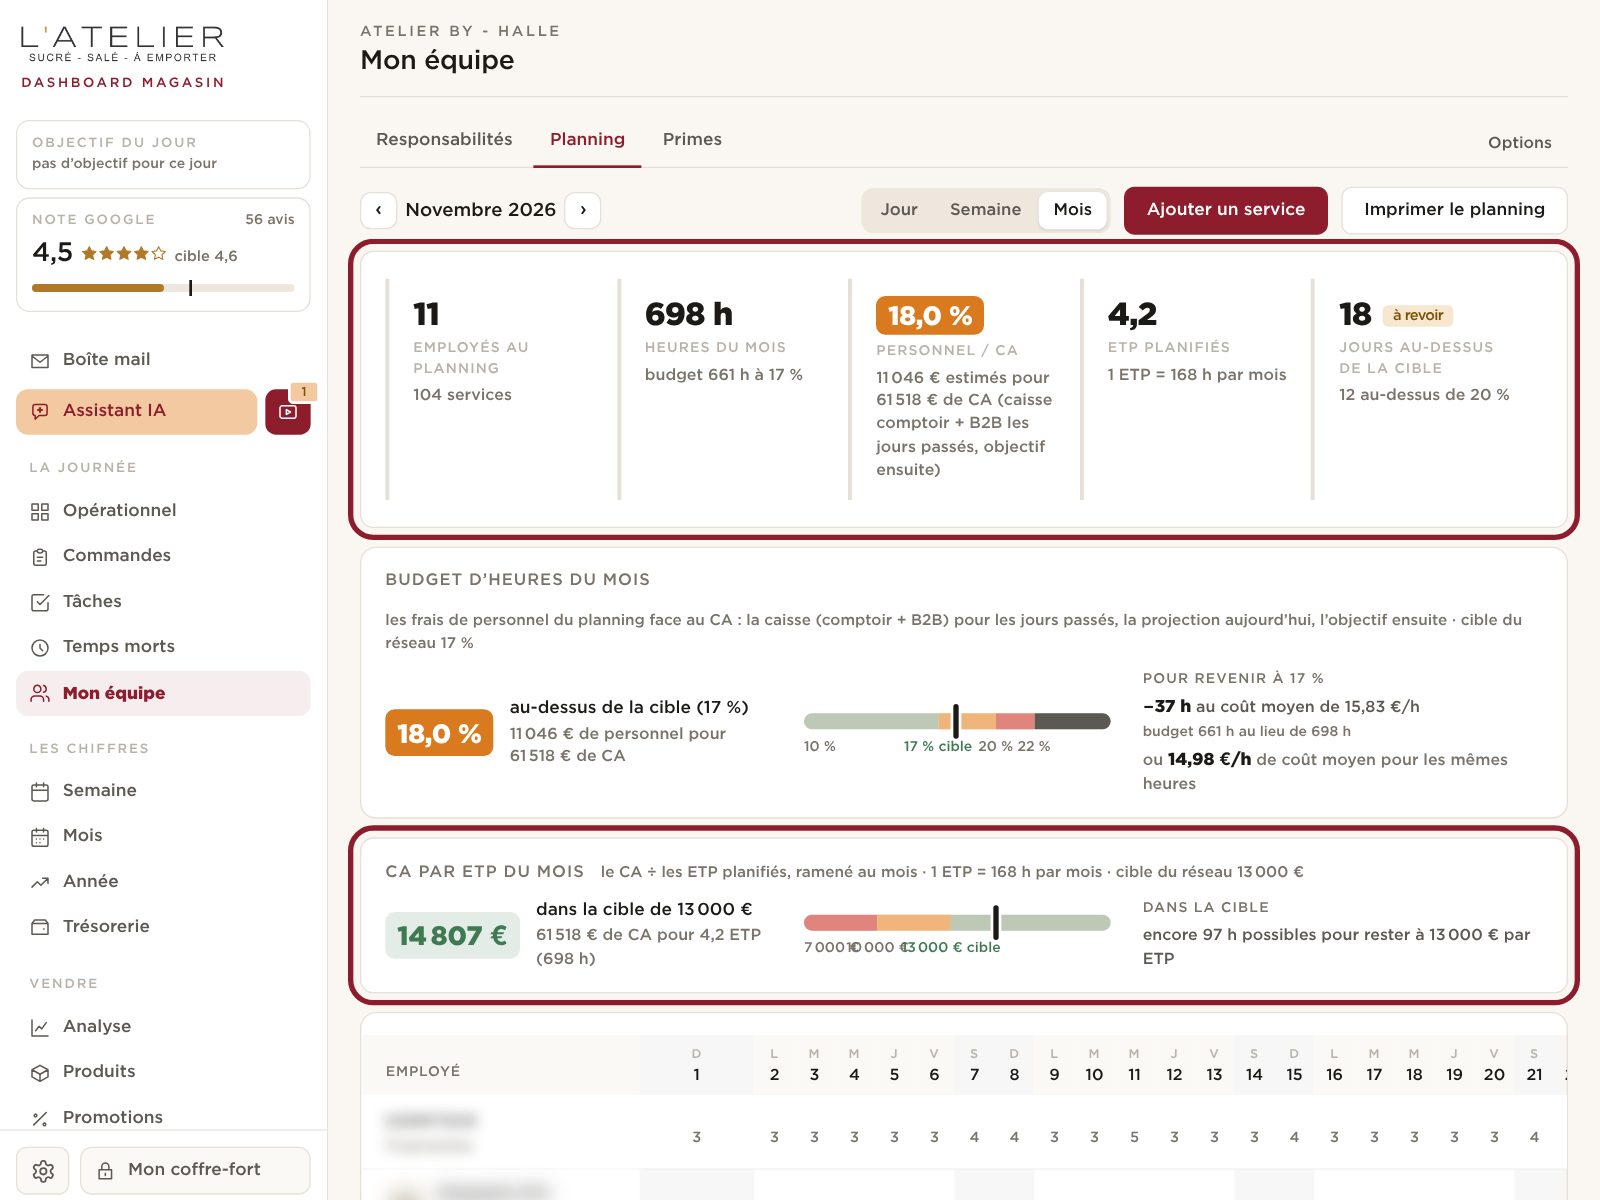 L'ATELIER
SUCRÉ - SALÉ - À EMPORTER
DASHBOARD MAGASIN
OBJECTIF DU JOUR
pas d'objectif pour ce jour
NOTE GOOGLE 56 avis
4,5 cible 4,6
Boîte mail
Assistant IA
1
LA JOURNÉE
Opérationnel
Commandes
Tâches
Temps morts
Mon équipe
LES CHIFFRES
Semaine
Mois
Année
Trésorerie
VENDRE
Analyse
Produits
Promotions
Mon coffre-fort
ATELIER BY - HALLE
Mon équipe
Responsabilités Planning Primes Options
‹ Novembre 2026 › Jour Semaine Mois Ajouter un service Imprimer le planning
11
EMPLOYÉS AU
PLANNING
104 services
698 h
HEURES DU MOIS
budget 661 h à 17 %
18,0 %
PERSONNEL / CA
11 046 € estimés pour
61 518 € de CA (caisse
comptoir + B2B les
jours passés, objectif
ensuite)
4,2
ETP PLANIFIÉS
1 ETP = 168 h par mois
18 à revoir
JOURS AU-DESSUS
DE LA CIBLE
12 au-dessus de 20 %
BUDGET D'HEURES DU MOIS
les frais de personnel du planning face au CA : la caisse (comptoir + B2B) pour les jours passés, la projection aujourd'hui, l'objectif ensuite · cible du
réseau 17 %
18,0 %
au-dessus de la cible (17 %)
11 046 € de personnel pour
61 518 € de CA
10 % 17 % cible 20 % 22 %
POUR REVENIR À 17 %
−37 h au coût moyen de 15,83 €/h
budget 661 h au lieu de 698 h
ou 14,98 €/h de coût moyen pour les mêmes
heures
CA PAR ETP DU MOIS le CA ÷ les ETP planifiés, ramené au mois · 1 ETP = 168 h par mois · cible du réseau 13 000 €
14 807 €
dans la cible de 13 000 €
61 518 € de CA pour 4,2 ETP
(698 h)
7 000 € 10 000 € 13 000 € cible
DANS LA CIBLE
encore 97 h possibles pour rester à 13 000 € par
ETP
D L M M J V S D L M M J V S D L M M J V S
EMPLOYÉ 1 2 3 4 5 6 7 8 9 10 11 12 13 14 15 16 17 18 19 20 21
3 3 3 3 3 3 4 4 3 3 5 3 3 3 4 3 3 3 3 3 4